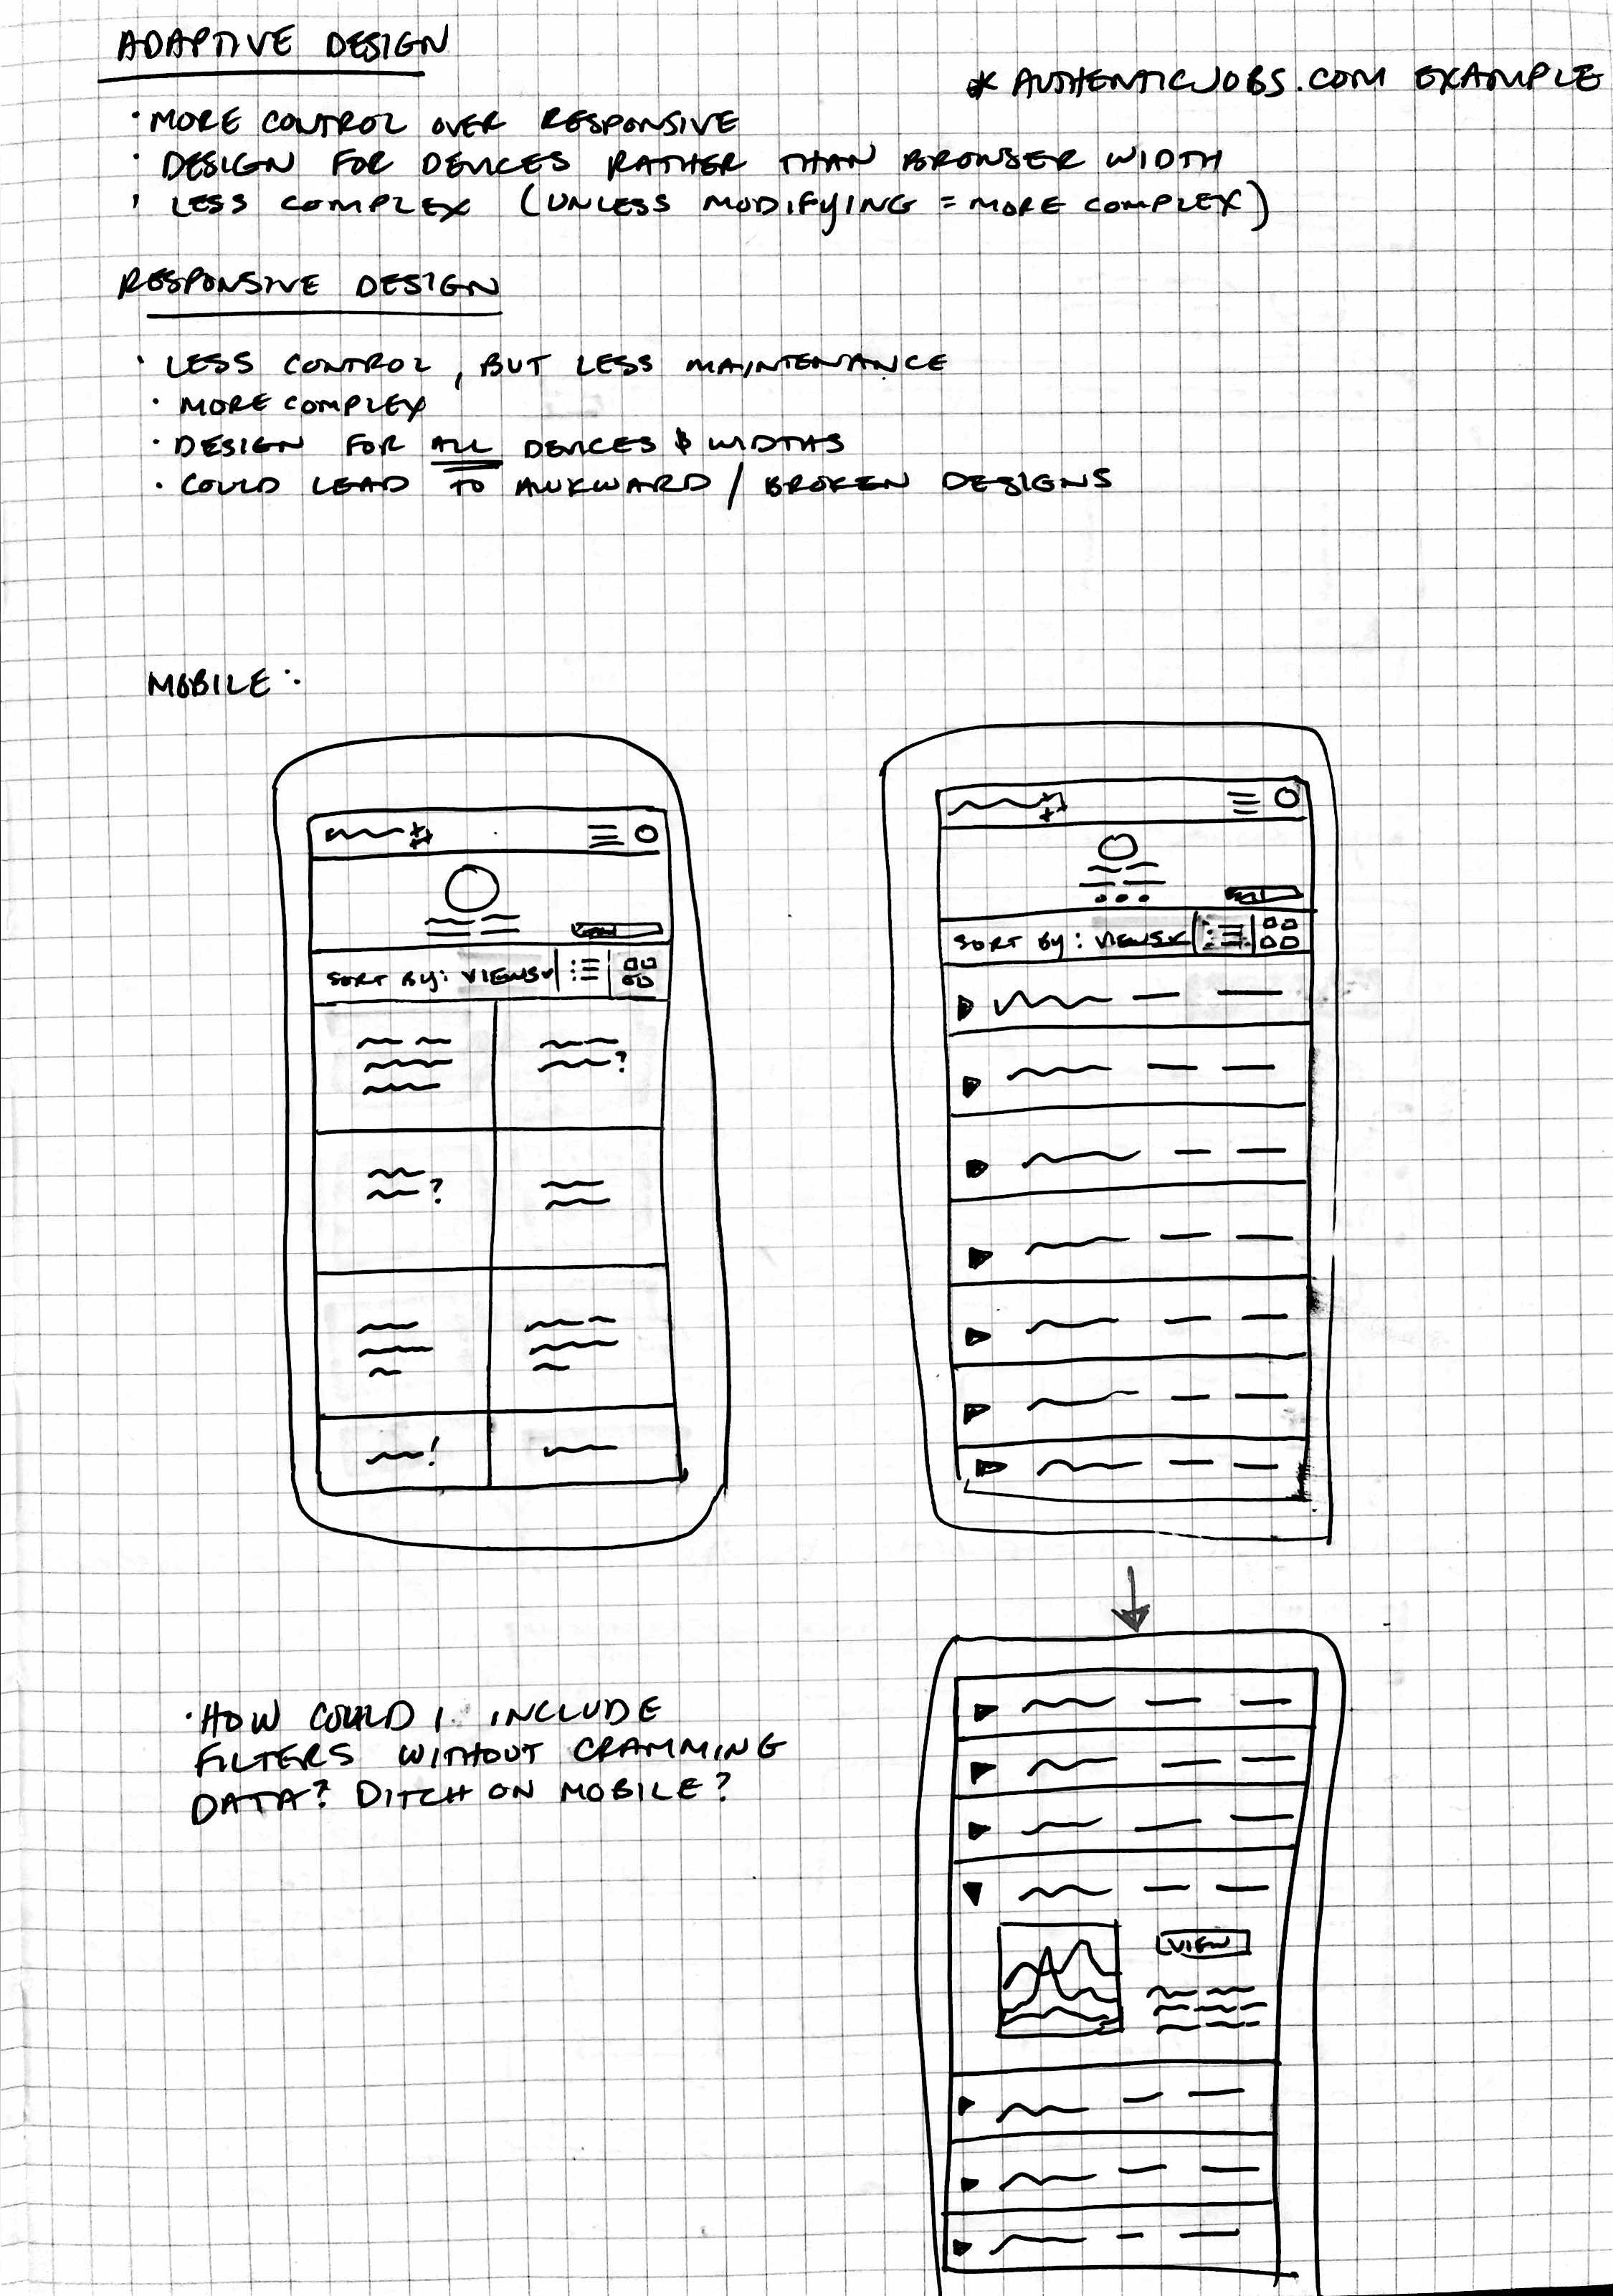 ADAPTIVE DESIGN
* AUTHENTICJOBS.COM EXAMPLE
· MORE CONTROL OVER RESPONSIVE
· DESIGN FOR DEVICES RATHER THAN BROWSER WIDTH
· LESS COMPLEX (UNLESS MODIFYING = MORE COMPLEX)
RESPONSIVE DESIGN
· LESS CONTROL, BUT LESS MAINTENANCE
· MORE COMPLEX
· DESIGN FOR ALL DEVICES & WIDTHS
· COULD LEAD TO AWKWARD / BROKEN DESIGNS
MOBILE:
SORT BY: VIEWS
?
?
!
SORT BY: VIEWS
· HOW COULD I INCLUDE
FILTERS WITHOUT CRAMMING
DATA? DITCH ON MOBILE?
VIEW